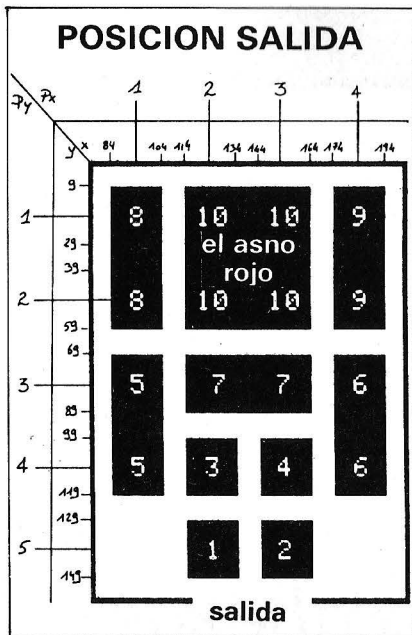 POSICION SALIDA
Py Px 1 2 3 4
y x 84 104 114 134 144 164 174 194
9
1 8 10 10 9
29 el asno
39 rojo
2 8 10 10 9
59
69
3 5 7 7 6
89
99
4 5 3 4 6
119
129
5 1 2
149
salida